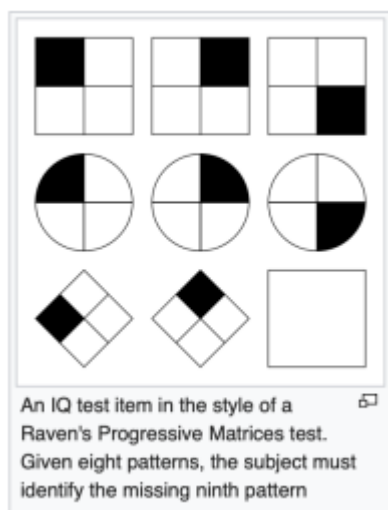 An IQ test item in the style of a
Raven's Progressive Matrices test.
Given eight patterns, the subject must
identify the missing ninth pattern